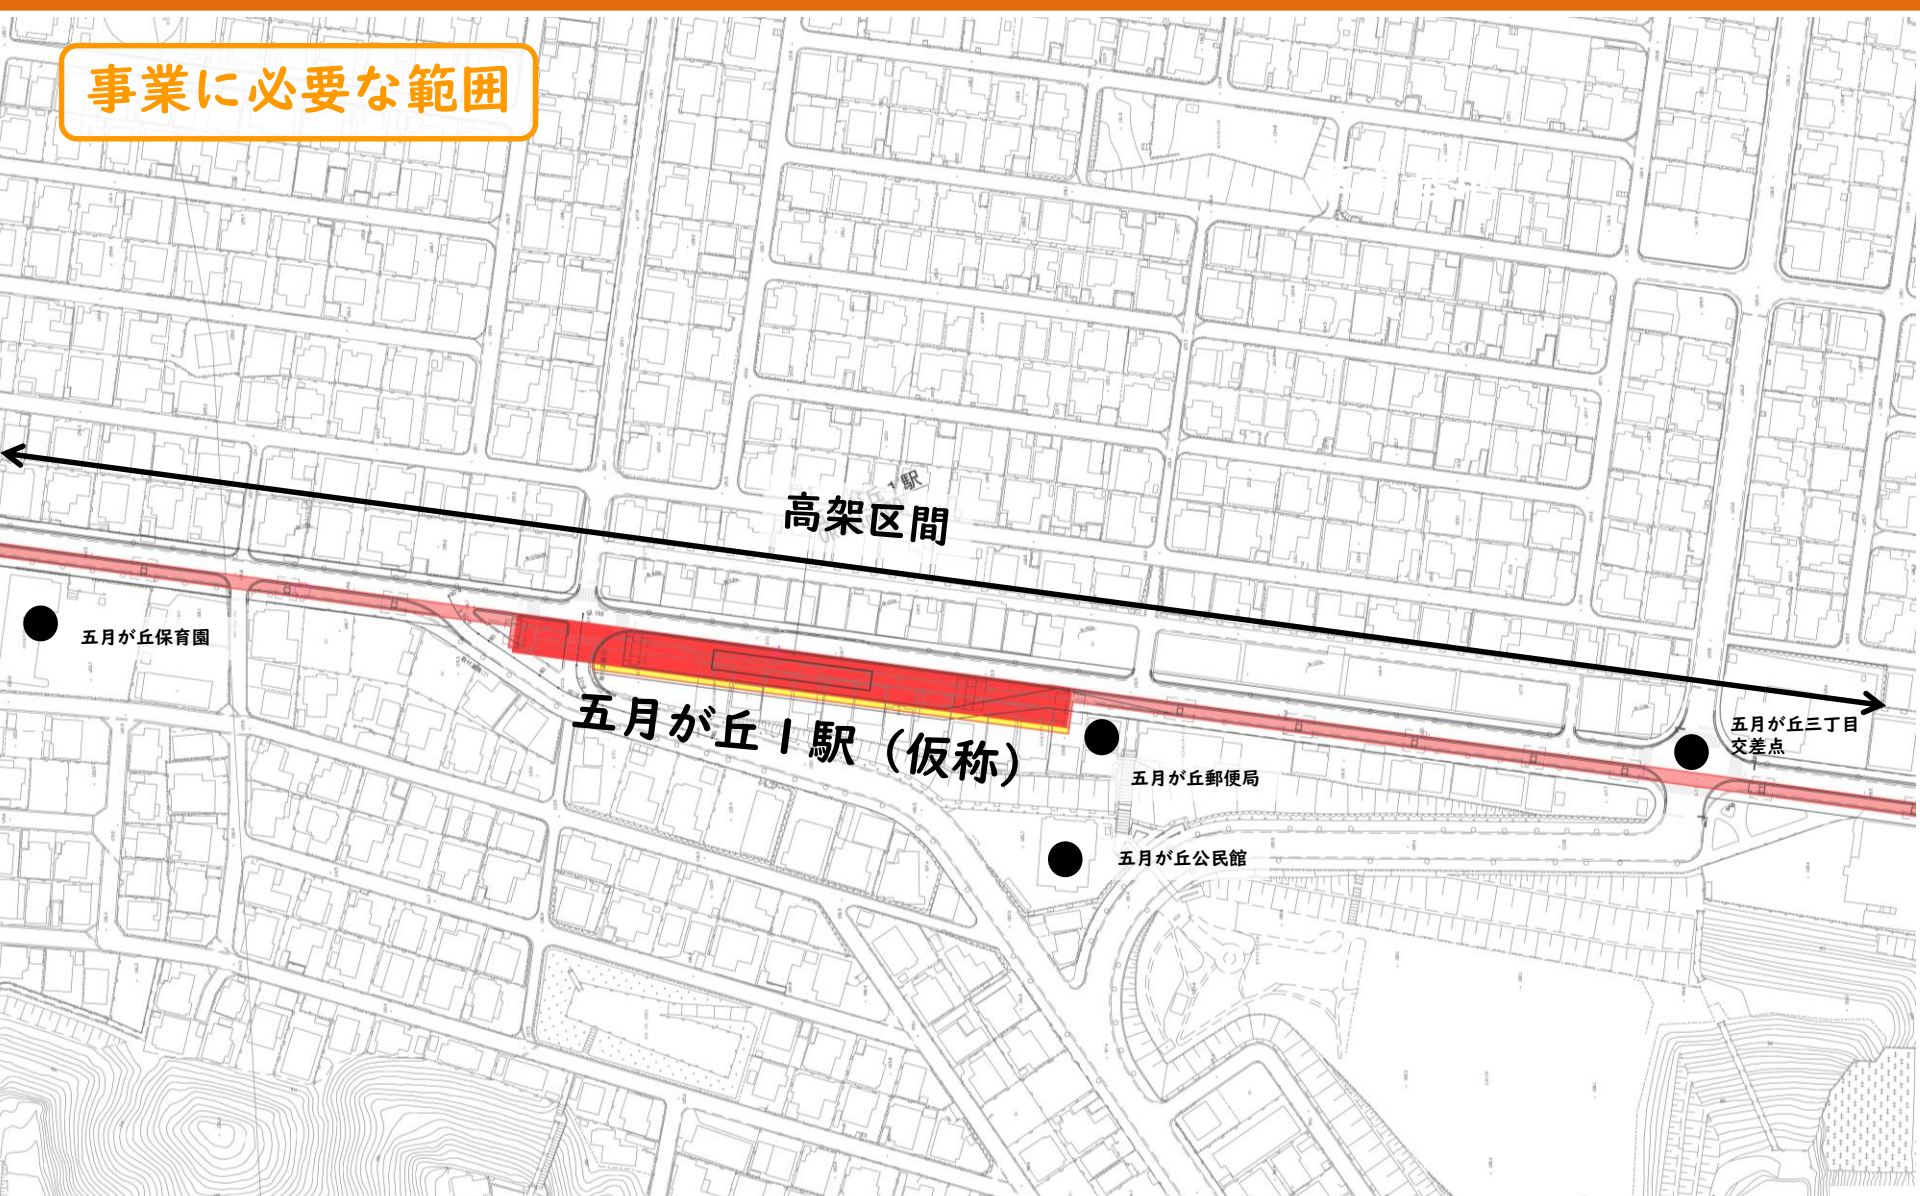 事業に必要な範囲
高架区間
五月が丘保育園
五月が丘1駅（仮称）
五月が丘三丁目
交差点
五月が丘郵便局
五月が丘公民館